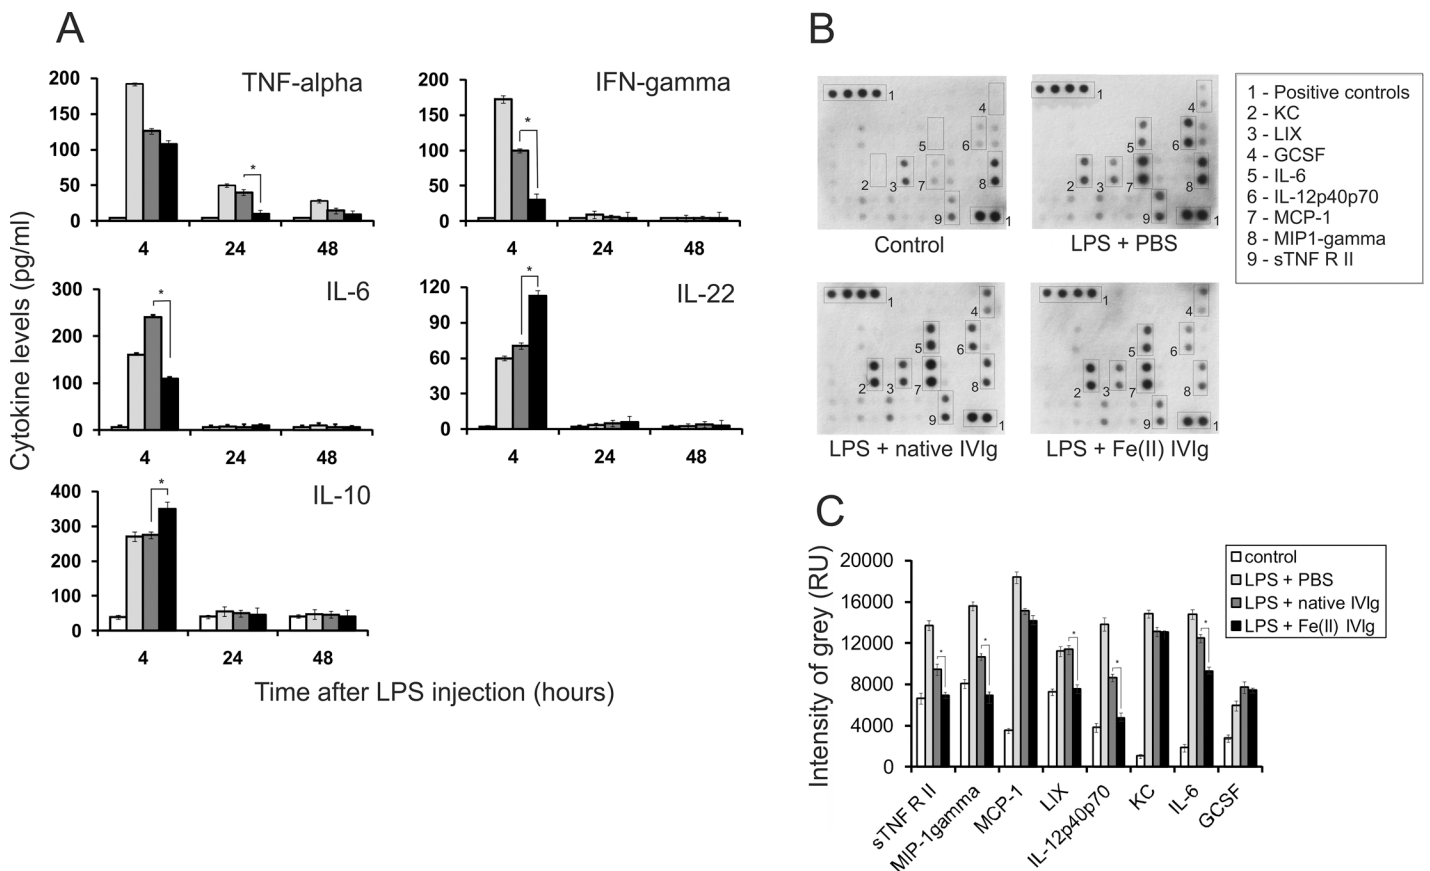 A
TNF-alpha
200
150
100
50
0
*
4 24 48
IFN-gamma
200
150
100
50
0
*
4 24 48
IL-6
300
200
100
0
*
4 24 48
IL-22
120
90
60
30
0
*
4 24 48
IL-10
400
300
200
100
0
*
4 24 48
Cytokine levels (pg/ml)
Time after LPS injection (hours)
B
1
4
5
6
2
3
7
8
9
1
Control
1
4
5
6
2
3
7
8
9
1
LPS + PBS
1
4
5
6
2
3
7
8
9
1
LPS + native IVIg
1
4
5
6
2
3
7
8
9
1
LPS + Fe(II) IVIg
1 - Positive controls
2 - KC
3 - LIX
4 - GCSF
5 - IL-6
6 - IL-12p40p70
7 - MCP-1
8 - MIP1-gamma
9 - sTNF R II
C
Intensity of grey (RU)
20000
16000
12000
8000
4000
0
* * * * *
sTNF R II
MIP-1gamma
MCP-1
LIX
IL-12p40p70
KC
IL-6
GCSF
control
LPS + PBS
LPS + native IVIg
LPS + Fe(II) IVIg